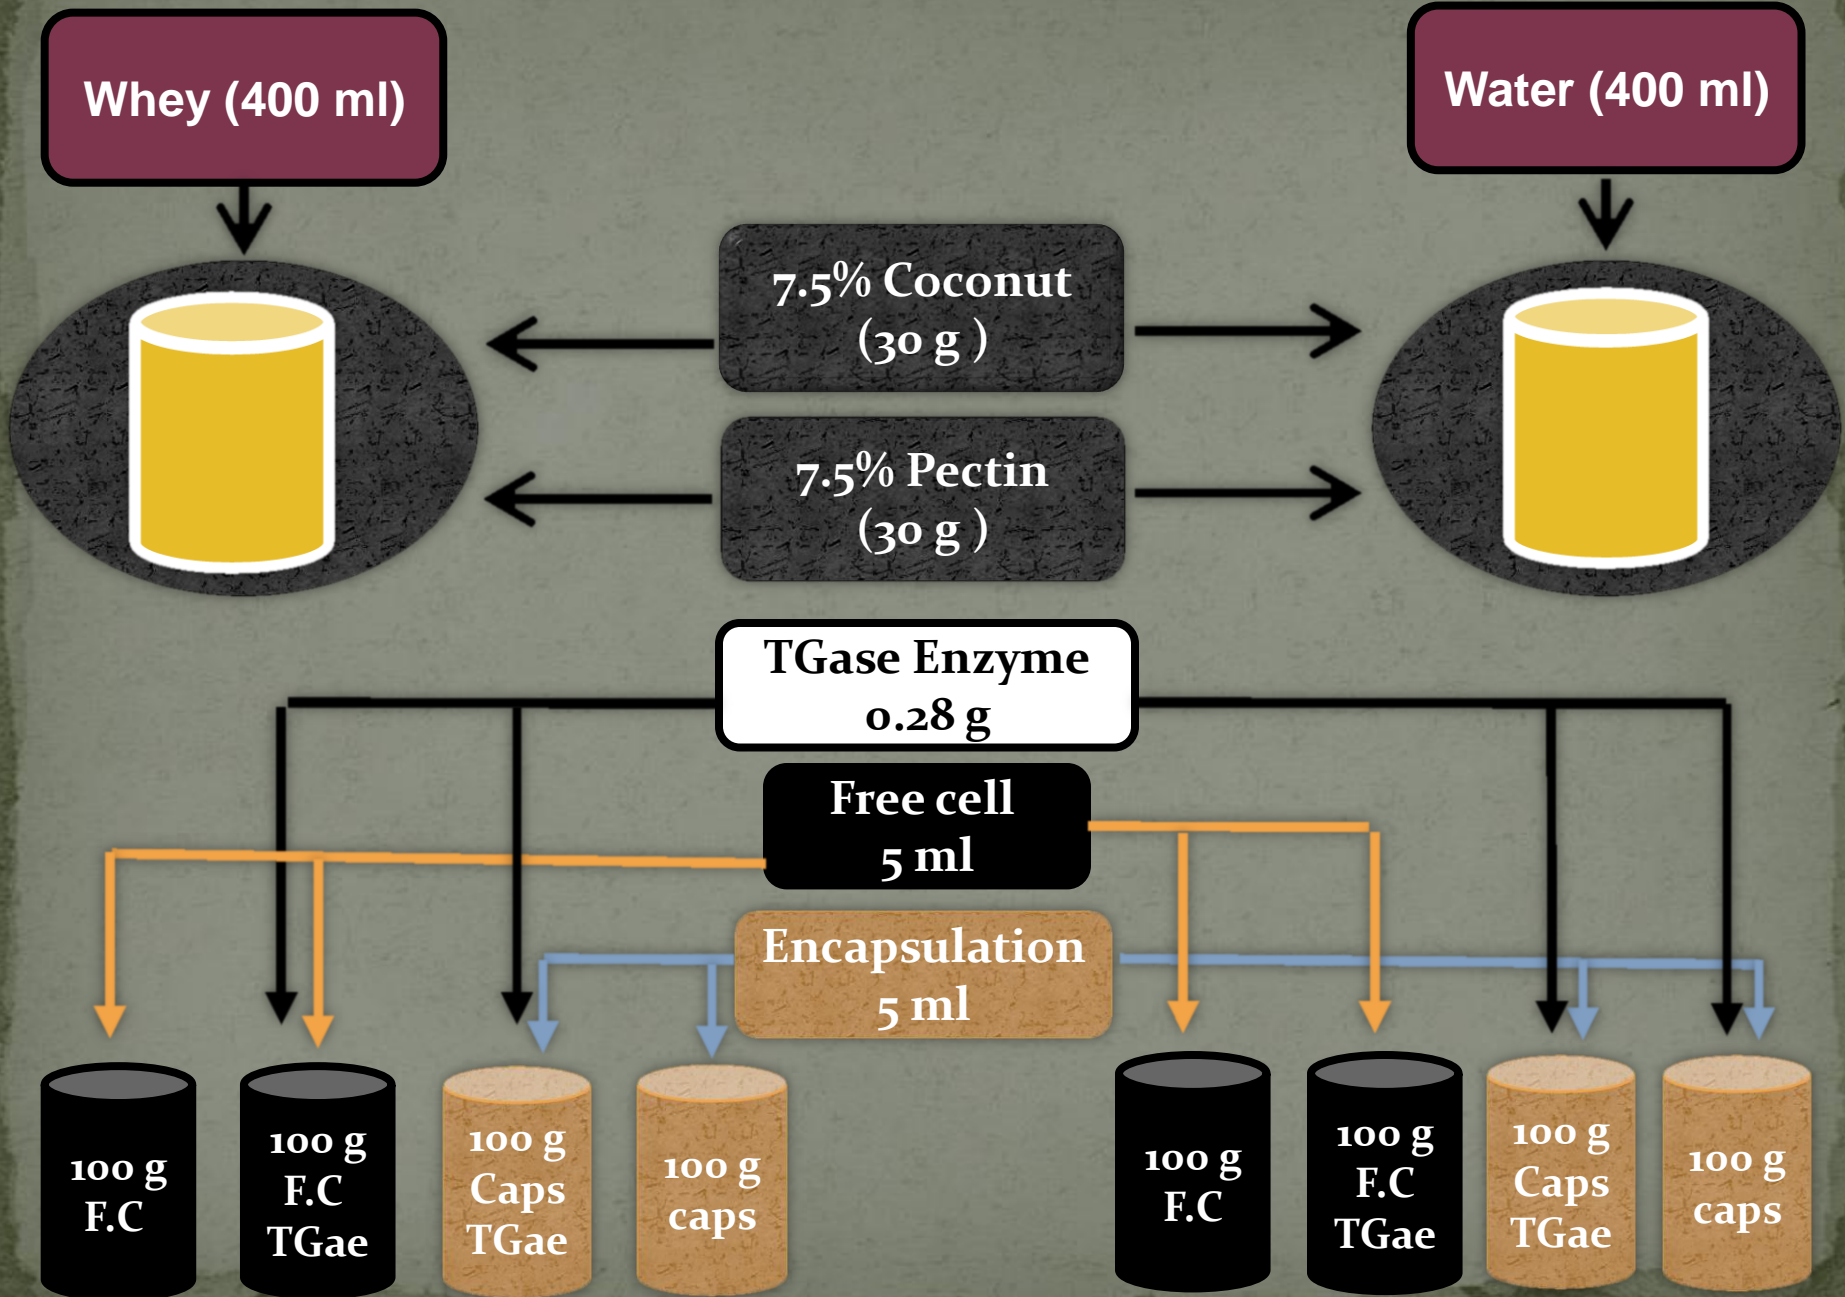 Whey (400 ml)
Water (400 ml)
7.5% Coconut
(30 g )
7.5% Pectin
(30 g )
TGase Enzyme
0.28 g
Free cell
5 ml
Encapsulation
5 ml
100 g
F.C
100 g
F.C
TGae
100 g
Caps
TGae
100 g
caps
100 g
F.C
100 g
F.C
TGae
100 g
Caps
TGae
100 g
caps